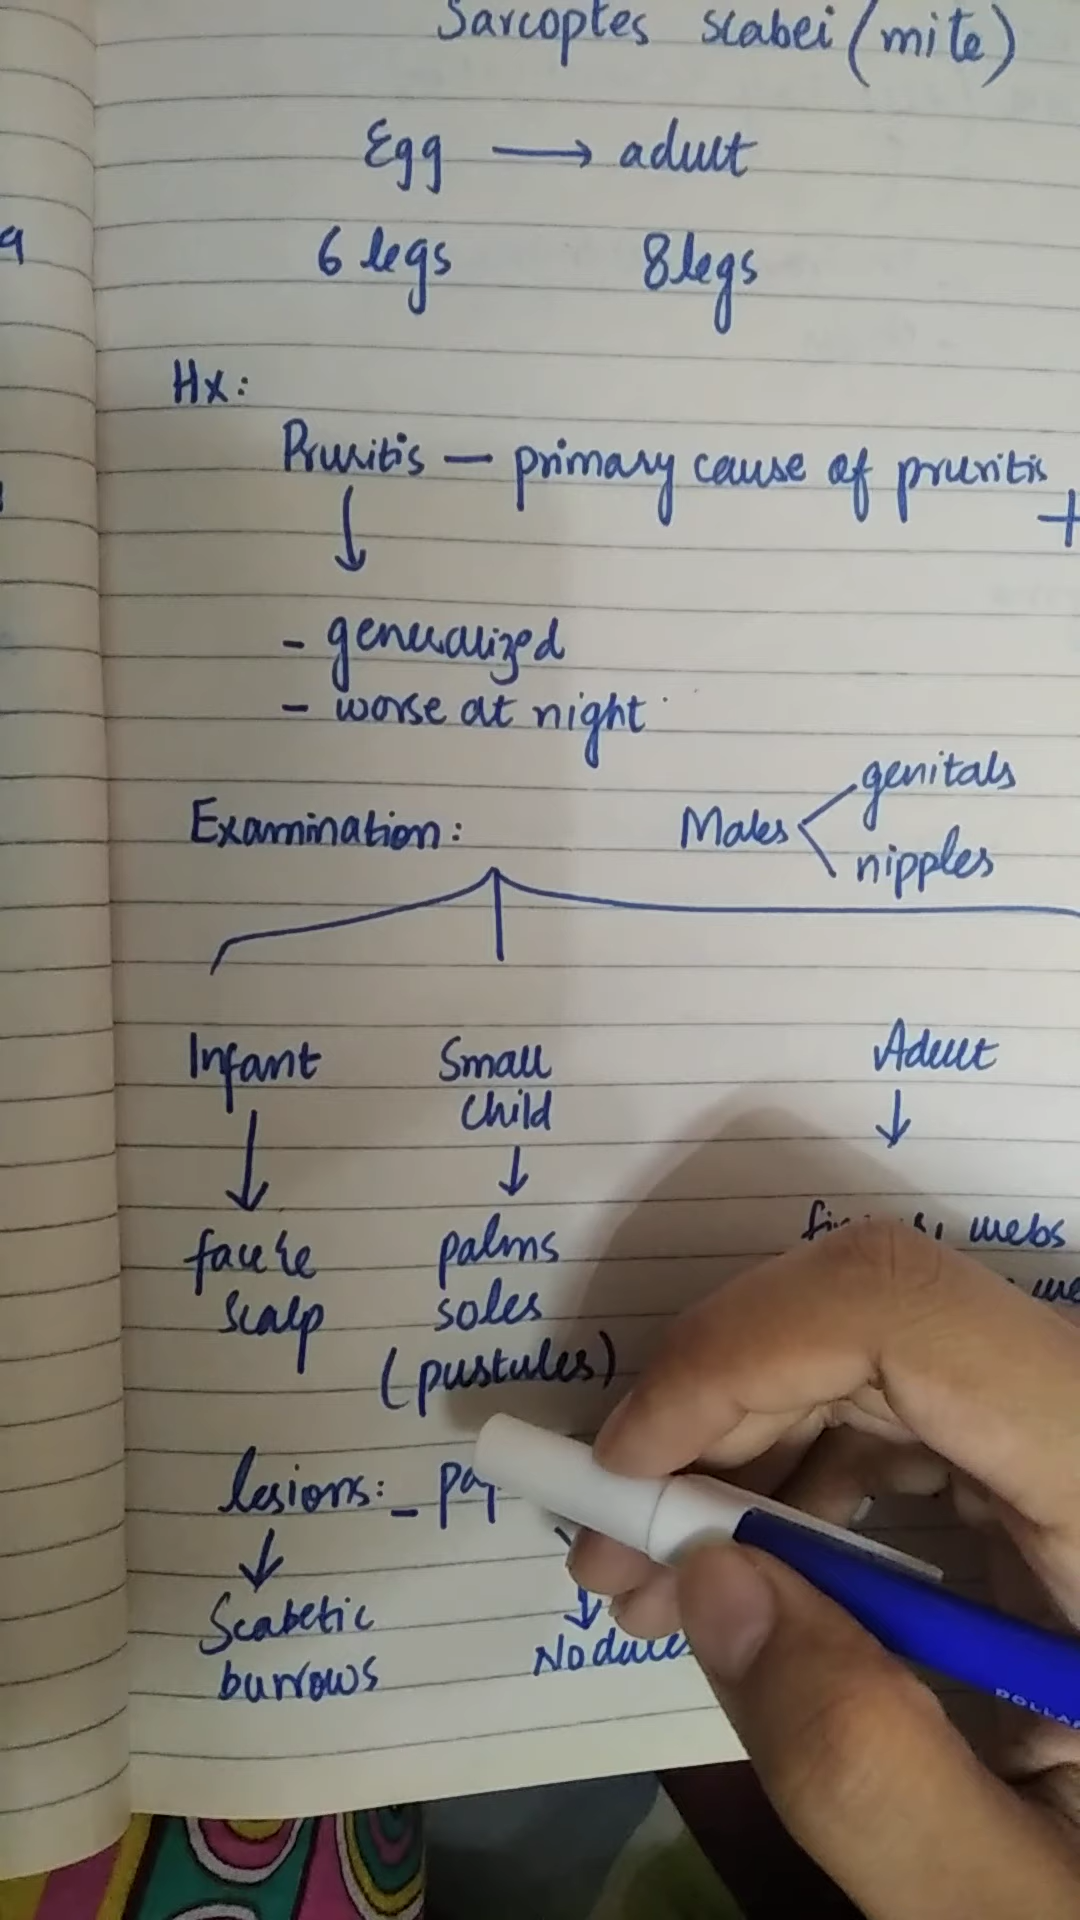 Sarcoptes scabei (mite)
Egg → adult
6 legs 8 legs
Hx:
Pruritis — primary cause of pruritis
+
↓
- generalized
- worse at night
Examination:
Males
genitals
nipples
Infant Small Child Adult
↓ ↓ ↓
scalp
palms
soles
(pustules)
webs
lesions: -
↓ ↓
Scabetic
burrows
Nodules
DOLLAR